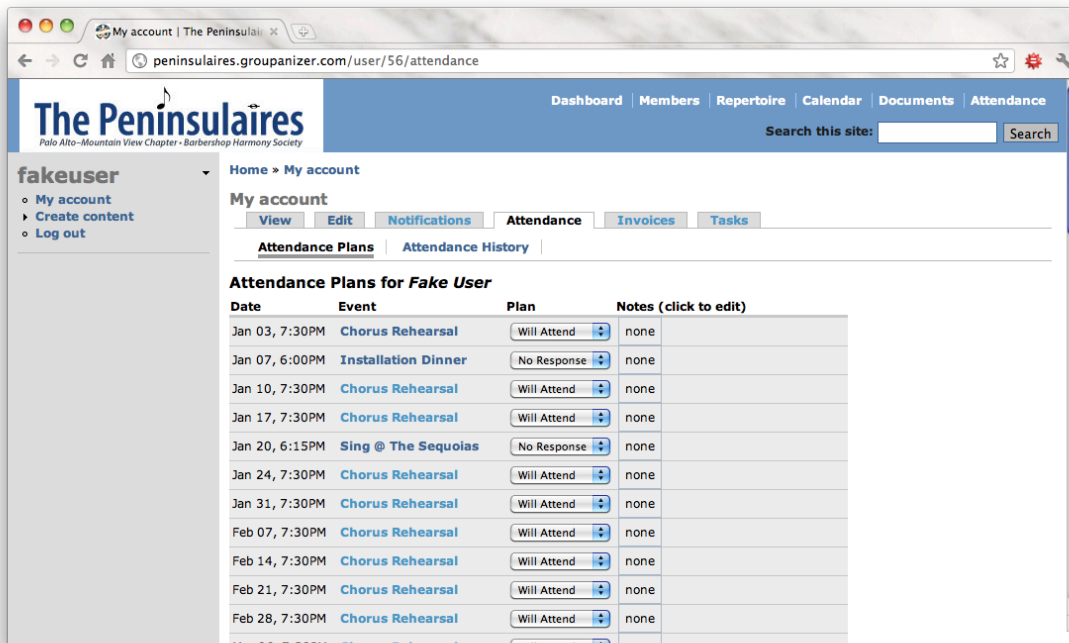 My account | The Peninsulair
peninsulaires.groupanizer.com/user/56/attendance
The Peninsulaires
Palo Alto–Mountain View Chapter • Barbershop Harmony Society
Dashboard Members Repertoire Calendar Documents Attendance
Search this site: Search
fakeuser
My account
Create content
Log out
Home » My account
My account
View Edit Notifications Attendance Invoices Tasks
Attendance Plans Attendance History
Attendance Plans for Fake User
Date Event Plan Notes (click to edit)
Jan 03, 7:30PM Chorus Rehearsal Will Attend none
Jan 07, 6:00PM Installation Dinner No Response none
Jan 10, 7:30PM Chorus Rehearsal Will Attend none
Jan 17, 7:30PM Chorus Rehearsal Will Attend none
Jan 20, 6:15PM Sing @ The Sequoias No Response none
Jan 24, 7:30PM Chorus Rehearsal Will Attend none
Jan 31, 7:30PM Chorus Rehearsal Will Attend none
Feb 07, 7:30PM Chorus Rehearsal Will Attend none
Feb 14, 7:30PM Chorus Rehearsal Will Attend none
Feb 21, 7:30PM Chorus Rehearsal Will Attend none
Feb 28, 7:30PM Chorus Rehearsal Will Attend none